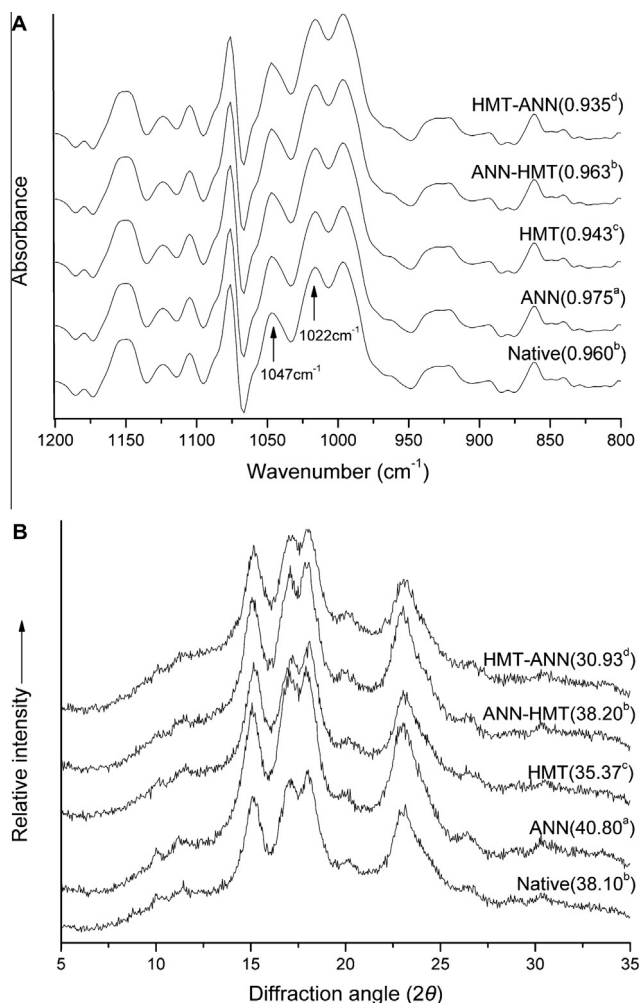 A
HMT-ANN(0.935d)
ANN-HMT(0.963b)
HMT(0.943c)
ANN(0.975a)
Native(0.960b)
1022cm-1
1047cm-1
Absorbance
1200 1150 1100 1050 1000 950 900 850 800
Wavenumber (cm-1)
B
HMT-ANN(30.93d)
ANN-HMT(38.20b)
HMT(35.37c)
ANN(40.80a)
Native(38.10b)
Relative intensity
5 10 15 20 25 30 35
Diffraction angle (2θ)